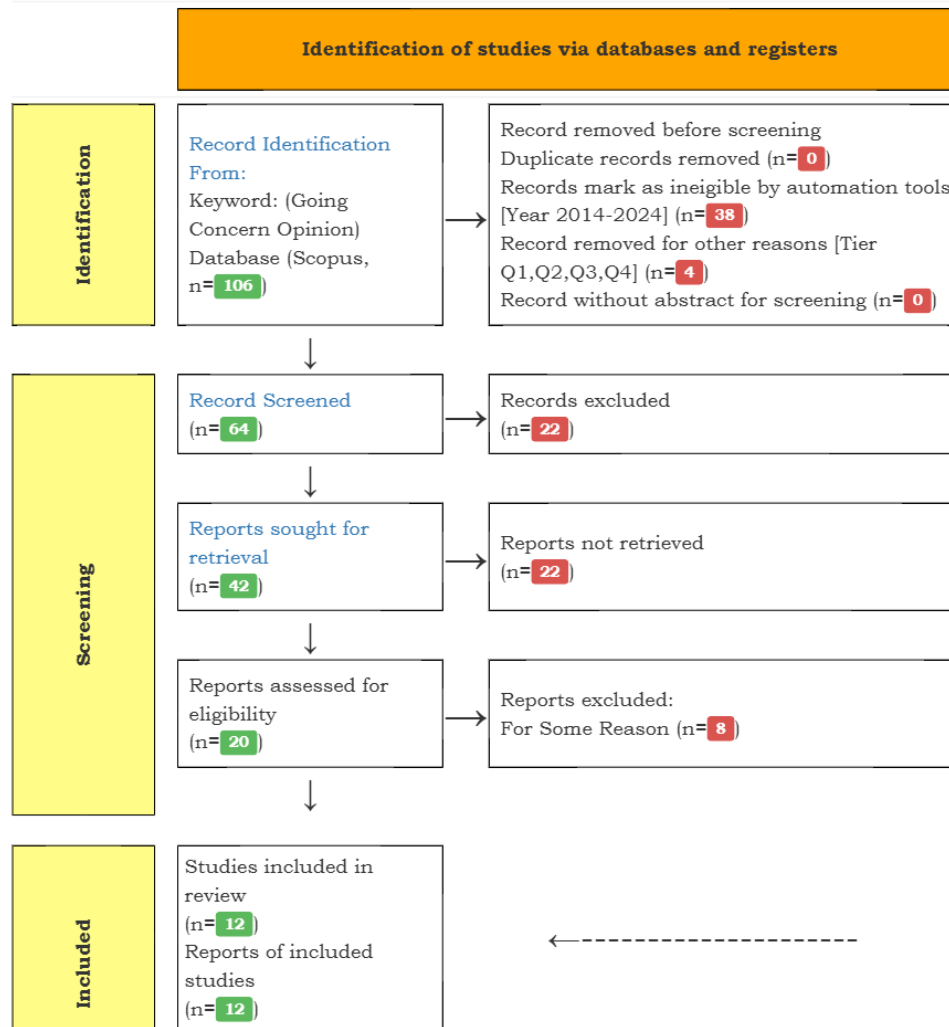 Identification of studies via databases and registers
Identification
Record Identification
From:
Keyword: (Going
Concern Opinion)
Database (Scopus,
n= 106)
Record removed before screening
Duplicate records removed (n= 0)
Records mark as ineigible by automation tools
[Year 2014-2024] (n= 38)
Record removed for other reasons [Tier
Q1,Q2,Q3,Q4] (n= 4)
Record without abstract for screening (n= 0)
Screening
Record Screened
(n= 64)
Records excluded
(n= 22)
Reports sought for
retrieval
(n= 42)
Reports not retrieved
(n= 22)
Reports assessed for
eligibility
(n= 20)
Reports excluded:
For Some Reason (n= 8)
Included
Studies included in
review
(n= 12)
Reports of included
studies
(n= 12)